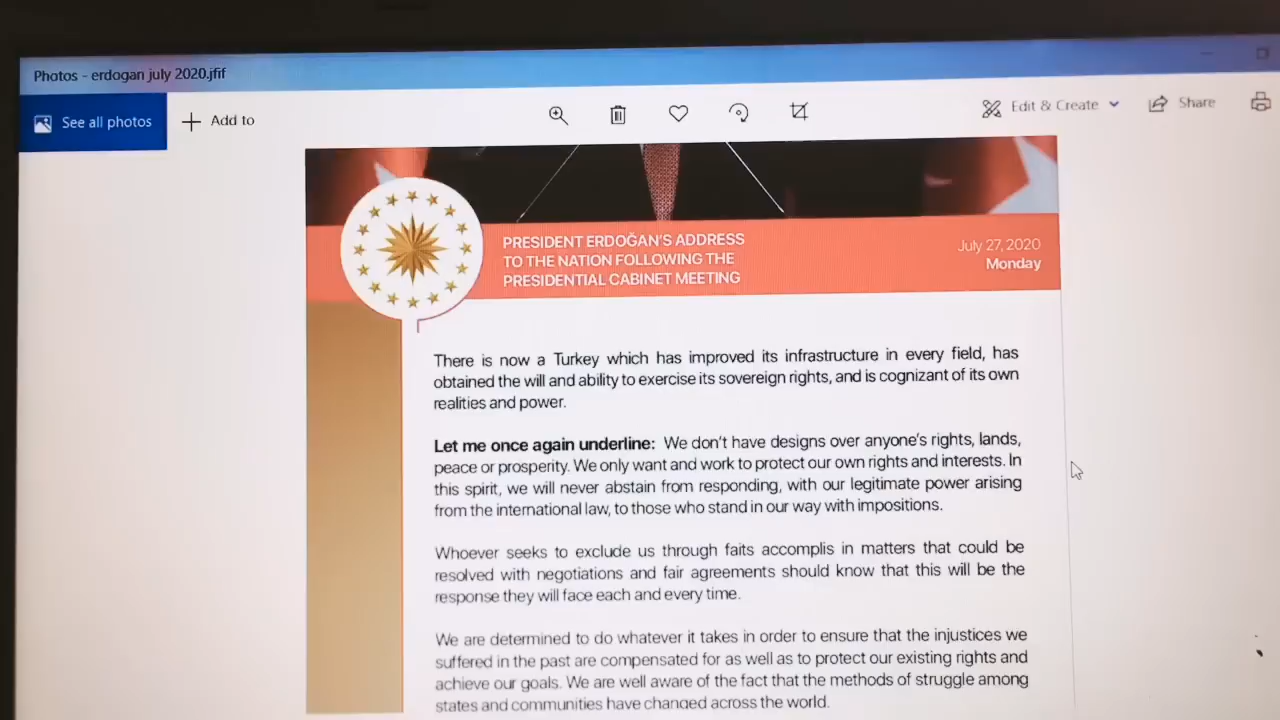 Photos - erdogan july 2020.jfif
See all photos
Add to
Edit & Create
Share
PRESIDENT ERDOĞAN'S ADDRESS
TO THE NATION FOLLOWING THE
PRESIDENTIAL CABINET MEETING
July 27, 2020
Monday
There is now a Turkey which has improved its infrastructure in every field, has
obtained the will and ability to exercise its sovereign rights, and is cognizant of its own
realities and power.
Let me once again underline: We don't have designs over anyone's rights, lands,
peace or prosperity. We only want and work to protect our own rights and interests. In
this spirit, we will never abstain from responding, with our legitimate power arising
from the international law, to those who stand in our way with impositions.
Whoever seeks to exclude us through faits accomplis in matters that could be
resolved with negotiations and fair agreements should know that this will be the
response they will face each and every time.
We are determined to do whatever it takes in order to ensure that the injustices we
suffered in the past are compensated for as well as to protect our existing rights and
achieve our goals. We are well aware of the fact that the methods of struggle among
states and communities have changed across the world.